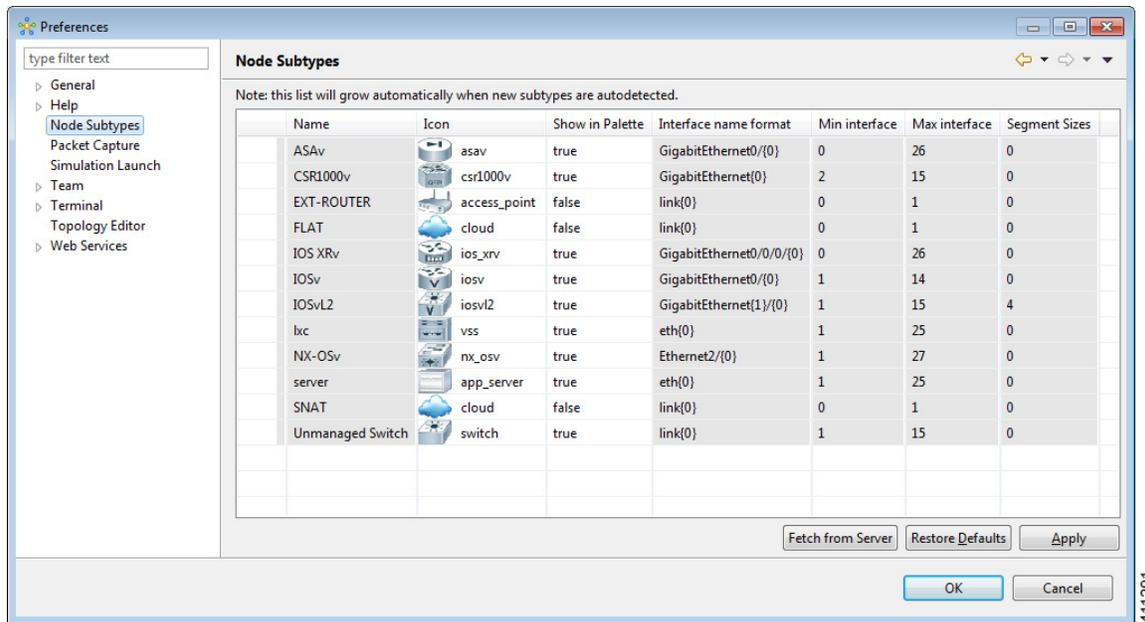 Preferences
type filter text
General
Help
Node Subtypes
Packet Capture
Simulation Launch
Team
Terminal
Topology Editor
Web Services
Node Subtypes
Note: this list will grow automatically when new subtypes are autodetected.
Name Icon Show in Palette Interface name format Min interface Max interface Segment Sizes
ASAv asav true GigabitEthernet0/{0} 0 26 0
CSR1000v csr1000v true GigabitEthernet{0} 2 15 0
EXT-ROUTER access_point false link{0} 0 1 0
FLAT cloud false link{0} 0 1 0
IOS XRv ios_xrv true GigabitEthernet0/0/0/{0} 0 26 0
IOSv iosv true GigabitEthernet0/{0} 1 14 0
IOSvL2 iosvl2 true GigabitEthernet{1}/{0} 1 15 4
lxc vss true eth{0} 1 25 0
NX-OSv nx_osv true Ethernet2/{0} 1 27 0
server app_server true eth{0} 1 25 0
SNAT cloud false link{0} 0 1 0
Unmanaged Switch switch true link{0} 1 15 0
Fetch from Server Restore Defaults Apply
OK Cancel